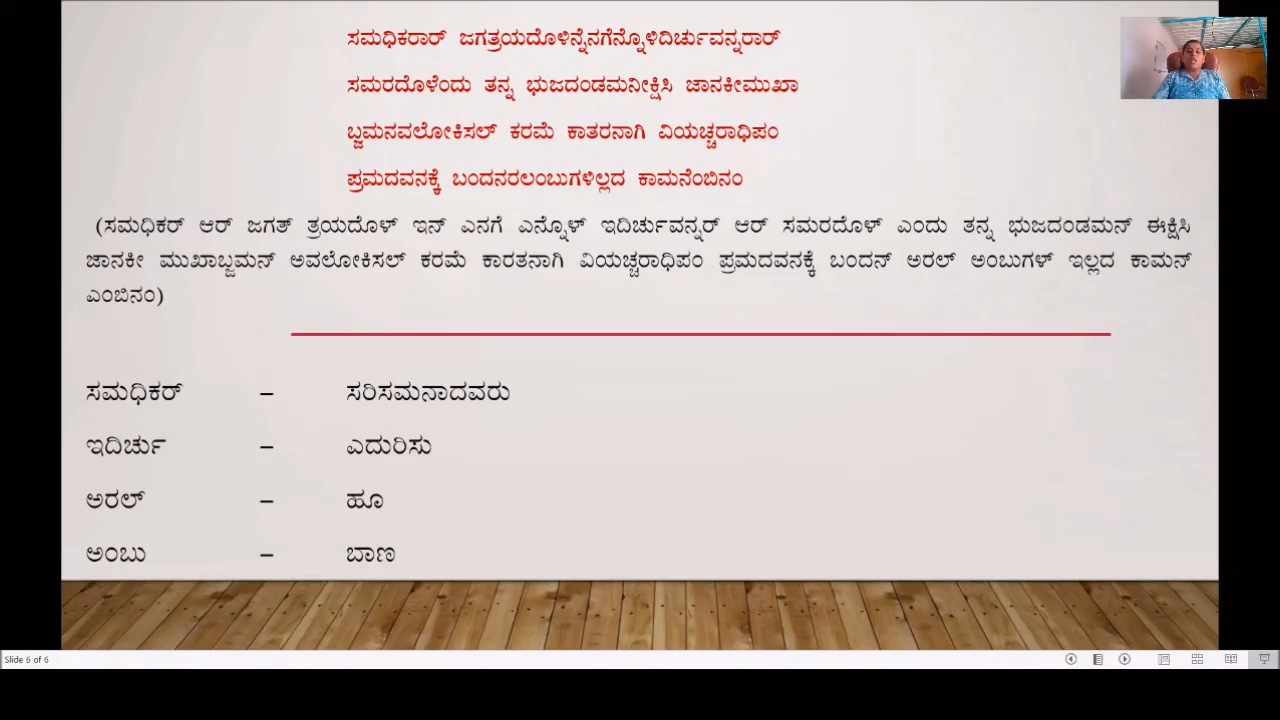 ಸಮಧಿಕರಾರ್ ಜಗತ್ರಯದೊಳಿನ್ನೆನಗೆನ್ನೊಳಿದಿರ್ಚುವನ್ನರಾರ್
ಸಮರದೊಳೆಂದು ತನ್ನ ಭುಜದಂಡಮನೀಕ್ಷಿಸಿ ಜಾನಕೀಮುಖಾ
ಬ್ಜಮನವಲೋಕಿಸಲ್ ಕರಮೆ ಕಾತರನಾಗಿ ವಿಯಚ್ಚರಾಧಿಪಂ
ಪ್ರಮದವನಕ್ಕೆ ಬಂದನರಲಂಬುಗಳಿಲ್ಲದ ಕಾಮನೆಂಬಿನಂ
(ಸಮಧಿಕರ್ ಆರ್ ಜಗತ್ ತ್ರಯದೊಳ್ ಇನ್ ಎನಗೆ ಎನ್ನೊಳ್ ಇದಿರ್ಚುವನ್ನರ್ ಆರ್ ಸಮರದೊಳ್ ಎಂದು ತನ್ನ ಭುಜದಂಡಮನ್ ಈಕ್ಷಿಸಿ
ಜಾನಕೀ ಮುಖಾಬ್ಜಮನ್ ಅವಲೋಕಿಸಲ್ ಕರಮೆ ಕಾರತನಾಗಿ ವಿಯಚ್ಚರಾಧಿಪಂ ಪ್ರಮದವನಕ್ಕೆ ಬಂದನ್ ಅರಲ್ ಅಂಬುಗಳ್ ಇಲ್ಲದ ಕಾಮನ್
ಎಂಬಿನಂ)
ಸಮಧಿಕರ್ – ಸರಿಸಮನಾದವರು
ಇದಿರ್ಚು – ಎದುರಿಸು
ಅರಲ್ – ಹೂ
ಅಂಬು – ಬಾಣ
Slide 6 of 6